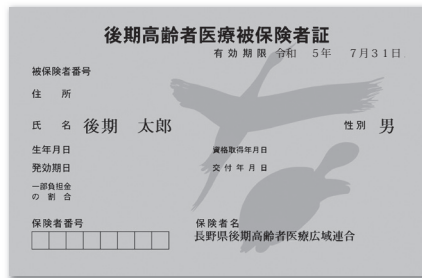 後期高齢者医療被保険者証
有効期限 令和 5年 7月31日
被保険者番号
住所
氏名 後期 太郎 性別 男
生年月日 資格取得年月日
発効期日 交付年月日
一部負担金
の割合
保険者番号 保険者名
長野県後期高齢者医療広域連合